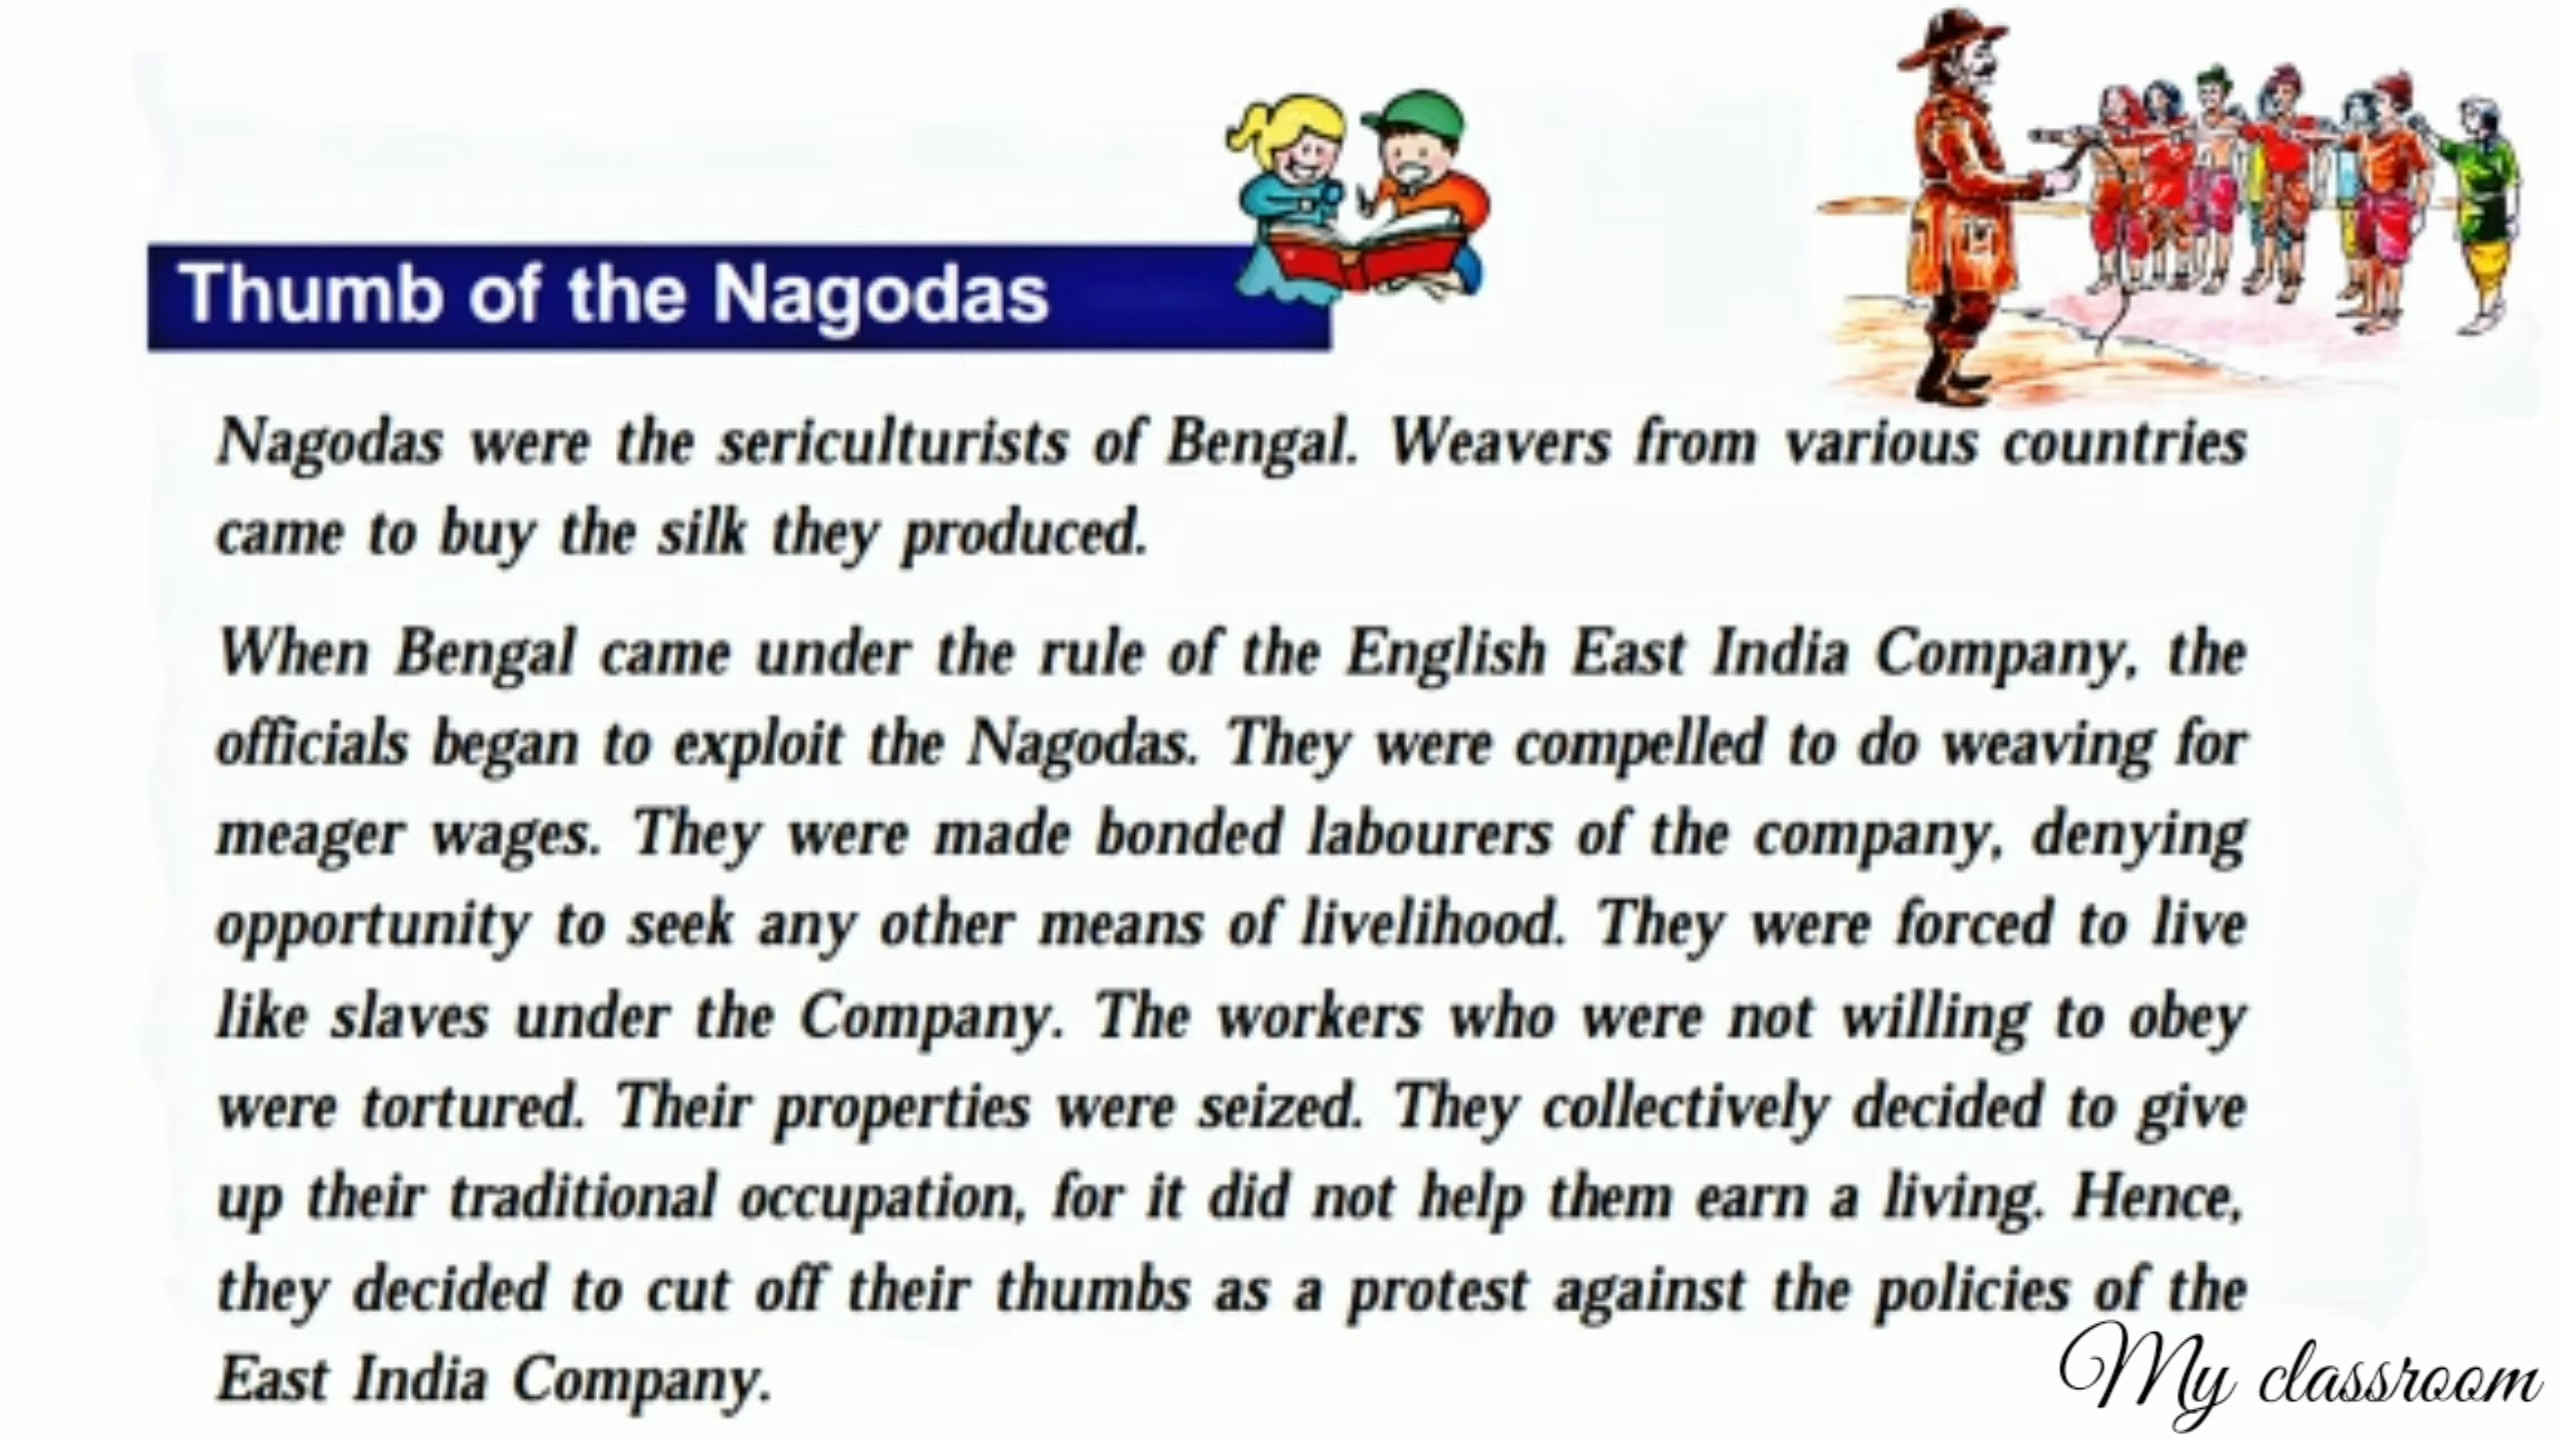 Thumb of the Nagodas
Nagodas were the sericulturists of Bengal. Weavers from various countries
came to buy the silk they produced.
When Bengal came under the rule of the English East India Company, the
officials began to exploit the Nagodas. They were compelled to do weaving for
meager wages. They were made bonded labourers of the company, denying
opportunity to seek any other means of livelihood. They were forced to live
like slaves under the Company. The workers who were not willing to obey
were tortured. Their properties were seized. They collectively decided to give
up their traditional occupation, for it did not help them earn a living. Hence,
they decided to cut off their thumbs as a protest against the policies of the
East India Company.
My classroom